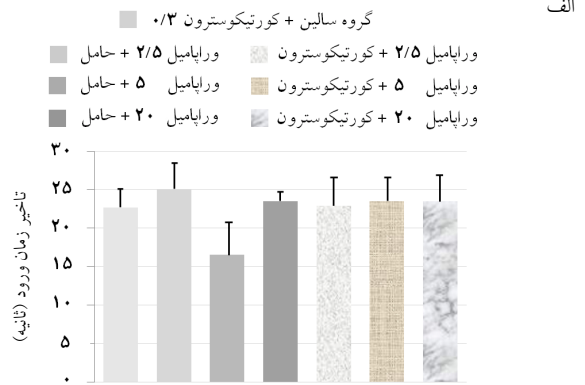 الف
گروه سالین + کورتیکوسترون ۰/۳
وراپامیل ۲/۵ + کورتیکوسترون
وراپامیل ۲/۵ + حامل
وراپامیل ۵ + کورتیکوسترون
وراپامیل ۵ + حامل
وراپامیل ۲۰ + کورتیکوسترون
وراپامیل ۲۰ + حامل
تاخیر زمان ورود (ثانیه)
۳۰
۲۵
۲۰
۱۵
۱۰
۵
۰